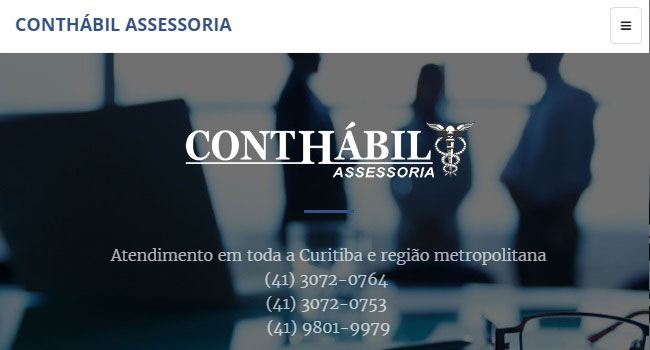 CONTHÁBIL ASSESSORIA
CONTHÁBIL
ASSESSORIA
Atendimento em toda a Curitiba e região metropolitana
(41) 3072-0764
(41) 3072-0753
(41) 9801-9979